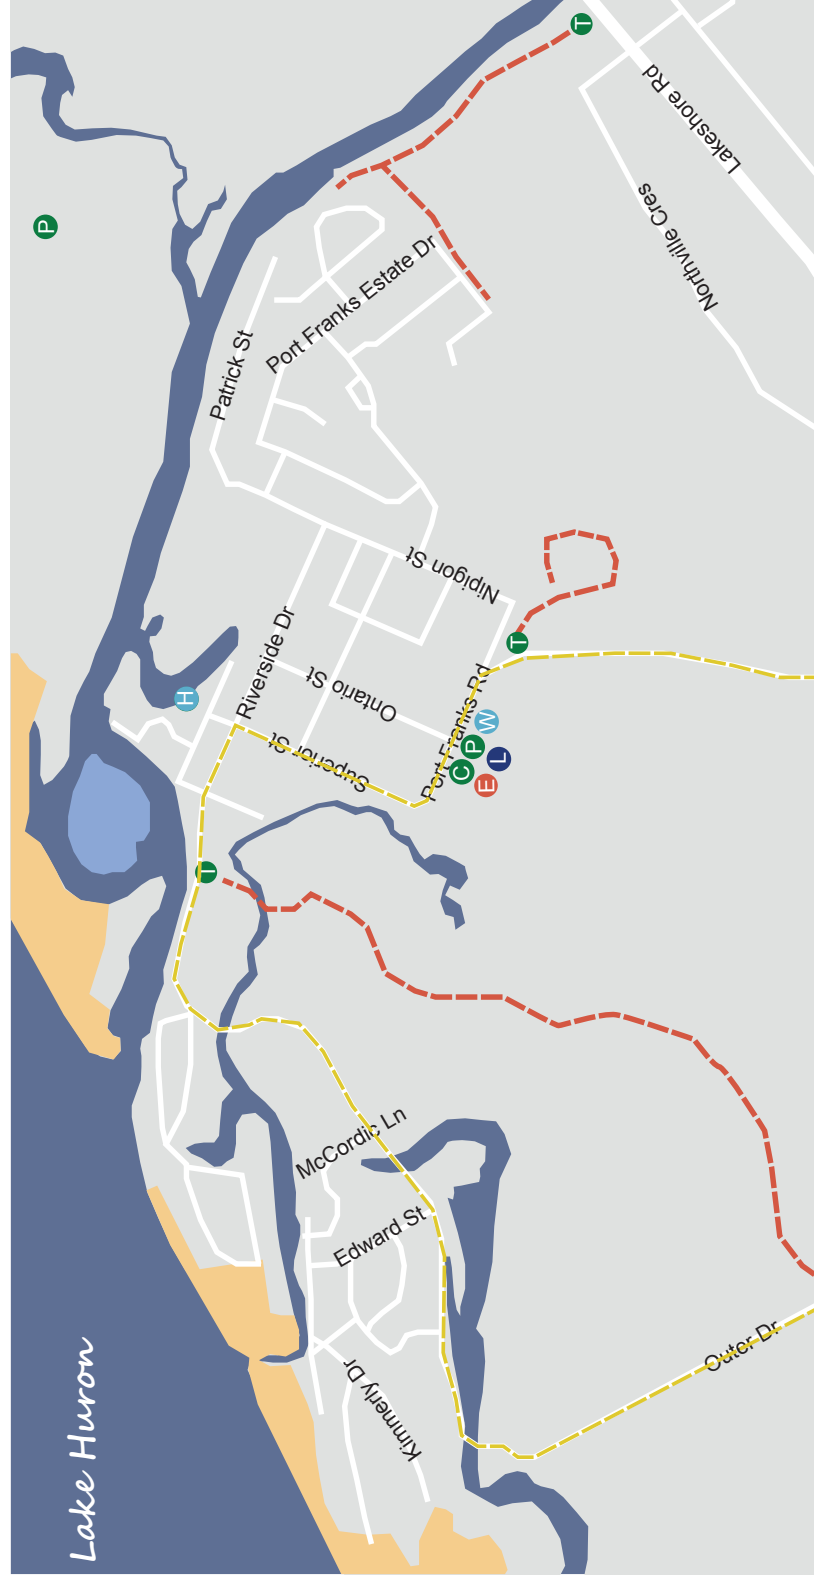 T
Lakeshore Rd
Northville Cres
P
Port Franks Estate Dr
Patrick St
Nipigon St
T
Riverside Dr
Ontario St
H
Superior St
Port Franks Rd
W
P
L
C
E
T
McCordic Ln
Edward St
Outer Dr
Kimmerly Dr
Lake Huron